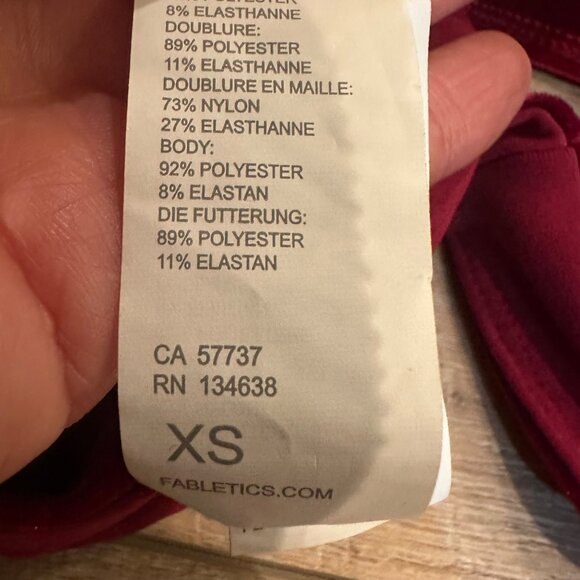 8% ELASTHANNE
DOUBLURE:
89% POLYESTER
11% ELASTHANNE
DOUBLURE EN MAILLE:
73% NYLON
27% ELASTHANNE
BODY:
92% POLYESTER
8% ELASTAN
DIE FUTTERUNG:
89% POLYESTER
11% ELASTAN
CA 57737
RN 134638
XS
FABLETICS.COM